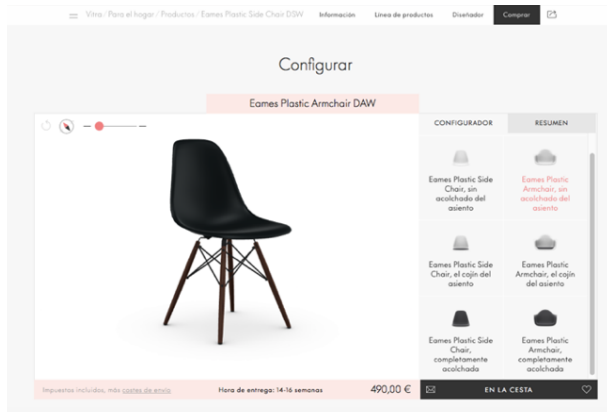 Vitra / Para el hogar / Productos / Eames Plastic Side Chair DSW
Información
Línea de productos
Diseñador
Comprar
Configurar
Eames Plastic Armchair DAW
CONFIGURADOR
RESUMEN
Eames Plastic Side
Chair, sin
acolchado del
asiento
Eames Plastic
Armchair, sin
acolchado del
asiento
Eames Plastic Side
Chair, el cojín del
asiento
Eames Plastic
Armchair, el cojín
del asiento
Eames Plastic Side
Chair,
completamente
acolchada
Eames Plastic
Armchair,
completamente
acolchada
Impuestos incluidos, más costes de envío
Hora de entrega: 14-16 semanas
490,00 €
EN LA CESTA